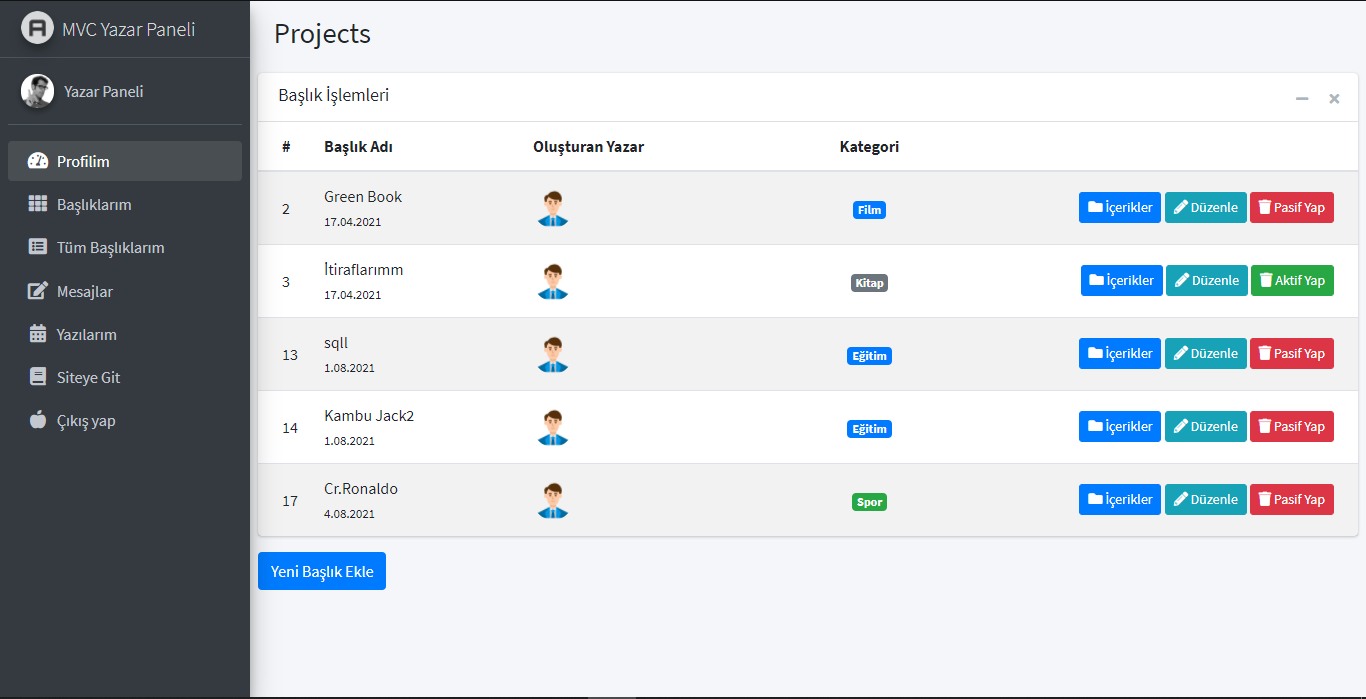 MVC Yazar Paneli
Yazar Paneli
Profilim
Başlıklarım
Tüm Başlıklarım
Mesajlar
Yazılarım
Siteye Git
Çıkış yap
Projects
Başlık İşlemleri
# Başlık Adı Oluşturan Yazar Kategori
2 Green Book Film İçerikler Düzenle Pasif Yap
17.04.2021
3 İtiraflarımm Kitap İçerikler Düzenle Aktif Yap
17.04.2021
13 sqll Eğitim İçerikler Düzenle Pasif Yap
1.08.2021
14 Kambu Jack2 Eğitim İçerikler Düzenle Pasif Yap
1.08.2021
17 Cr.Ronaldo Spor İçerikler Düzenle Pasif Yap
4.08.2021
Yeni Başlık Ekle